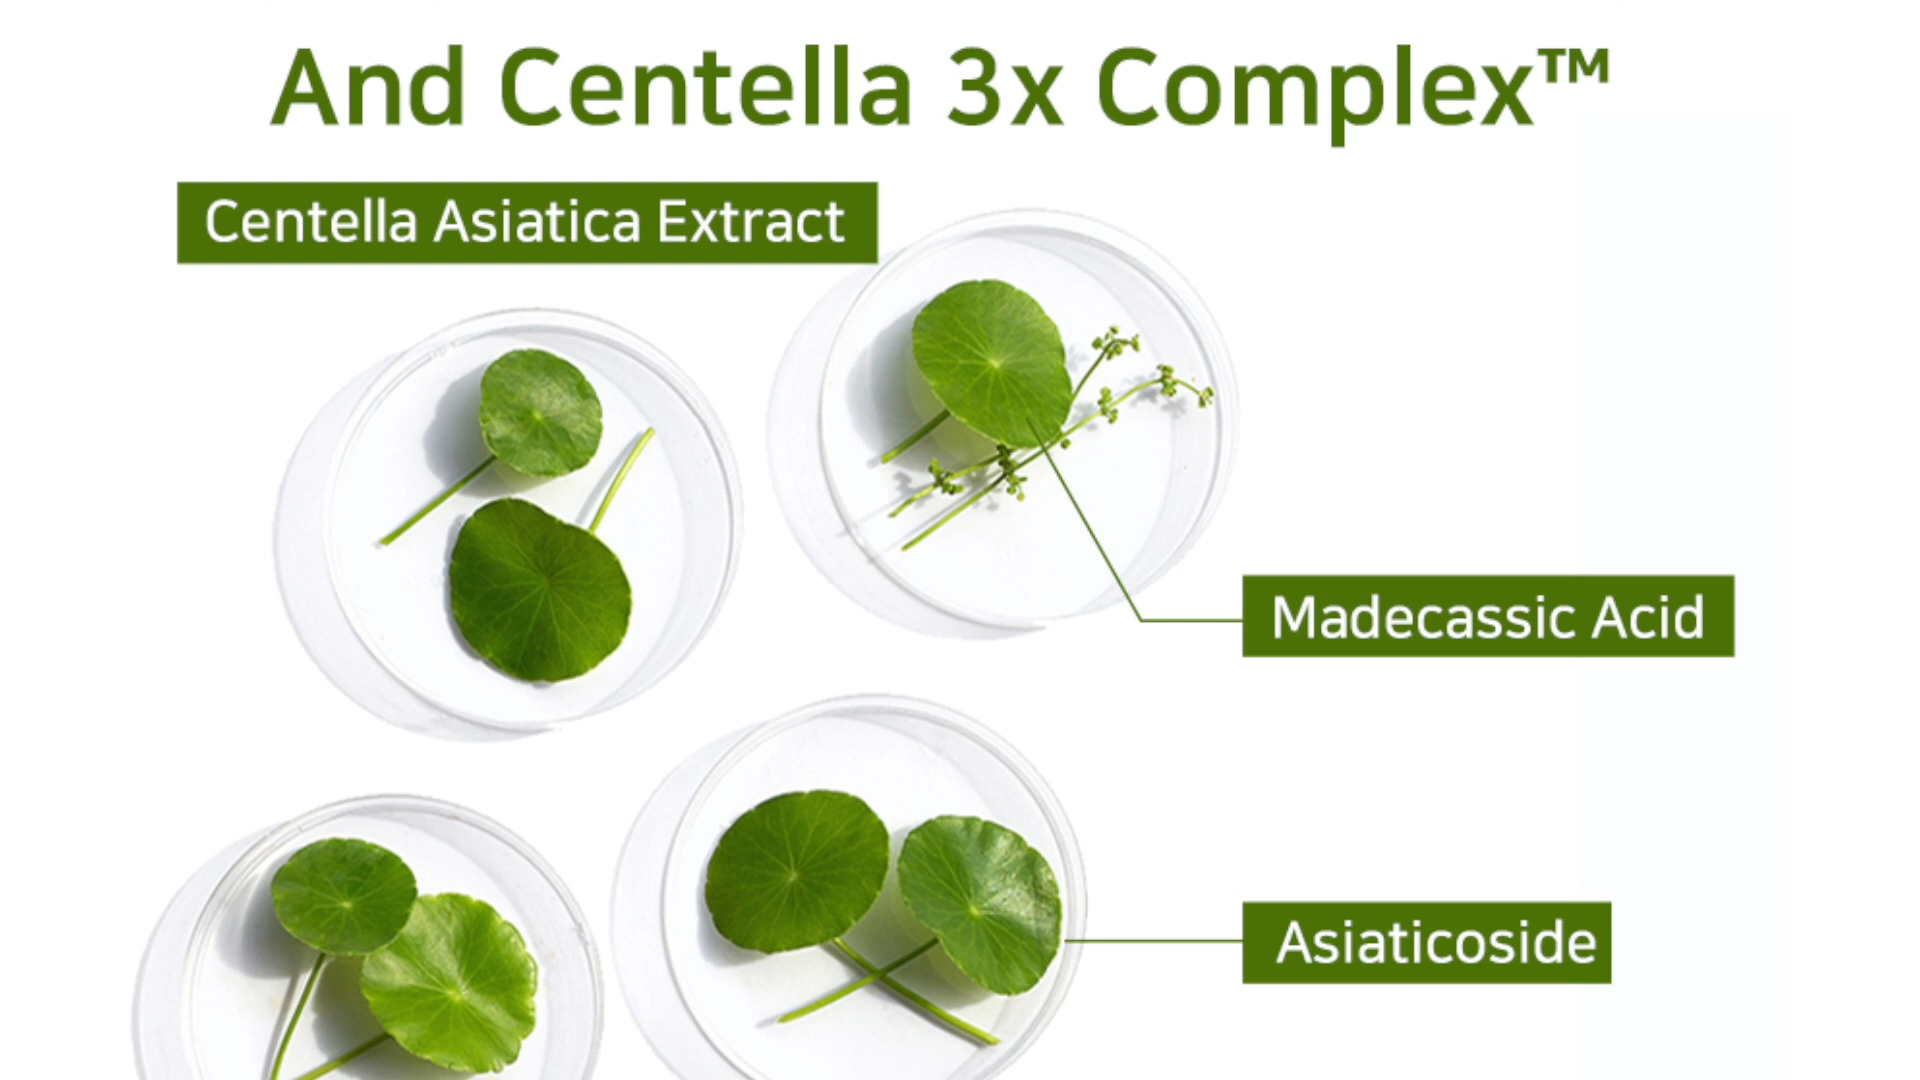 And Centella 3x Complex™
Centella Asiatica Extract
Madecassic Acid
Asiaticoside